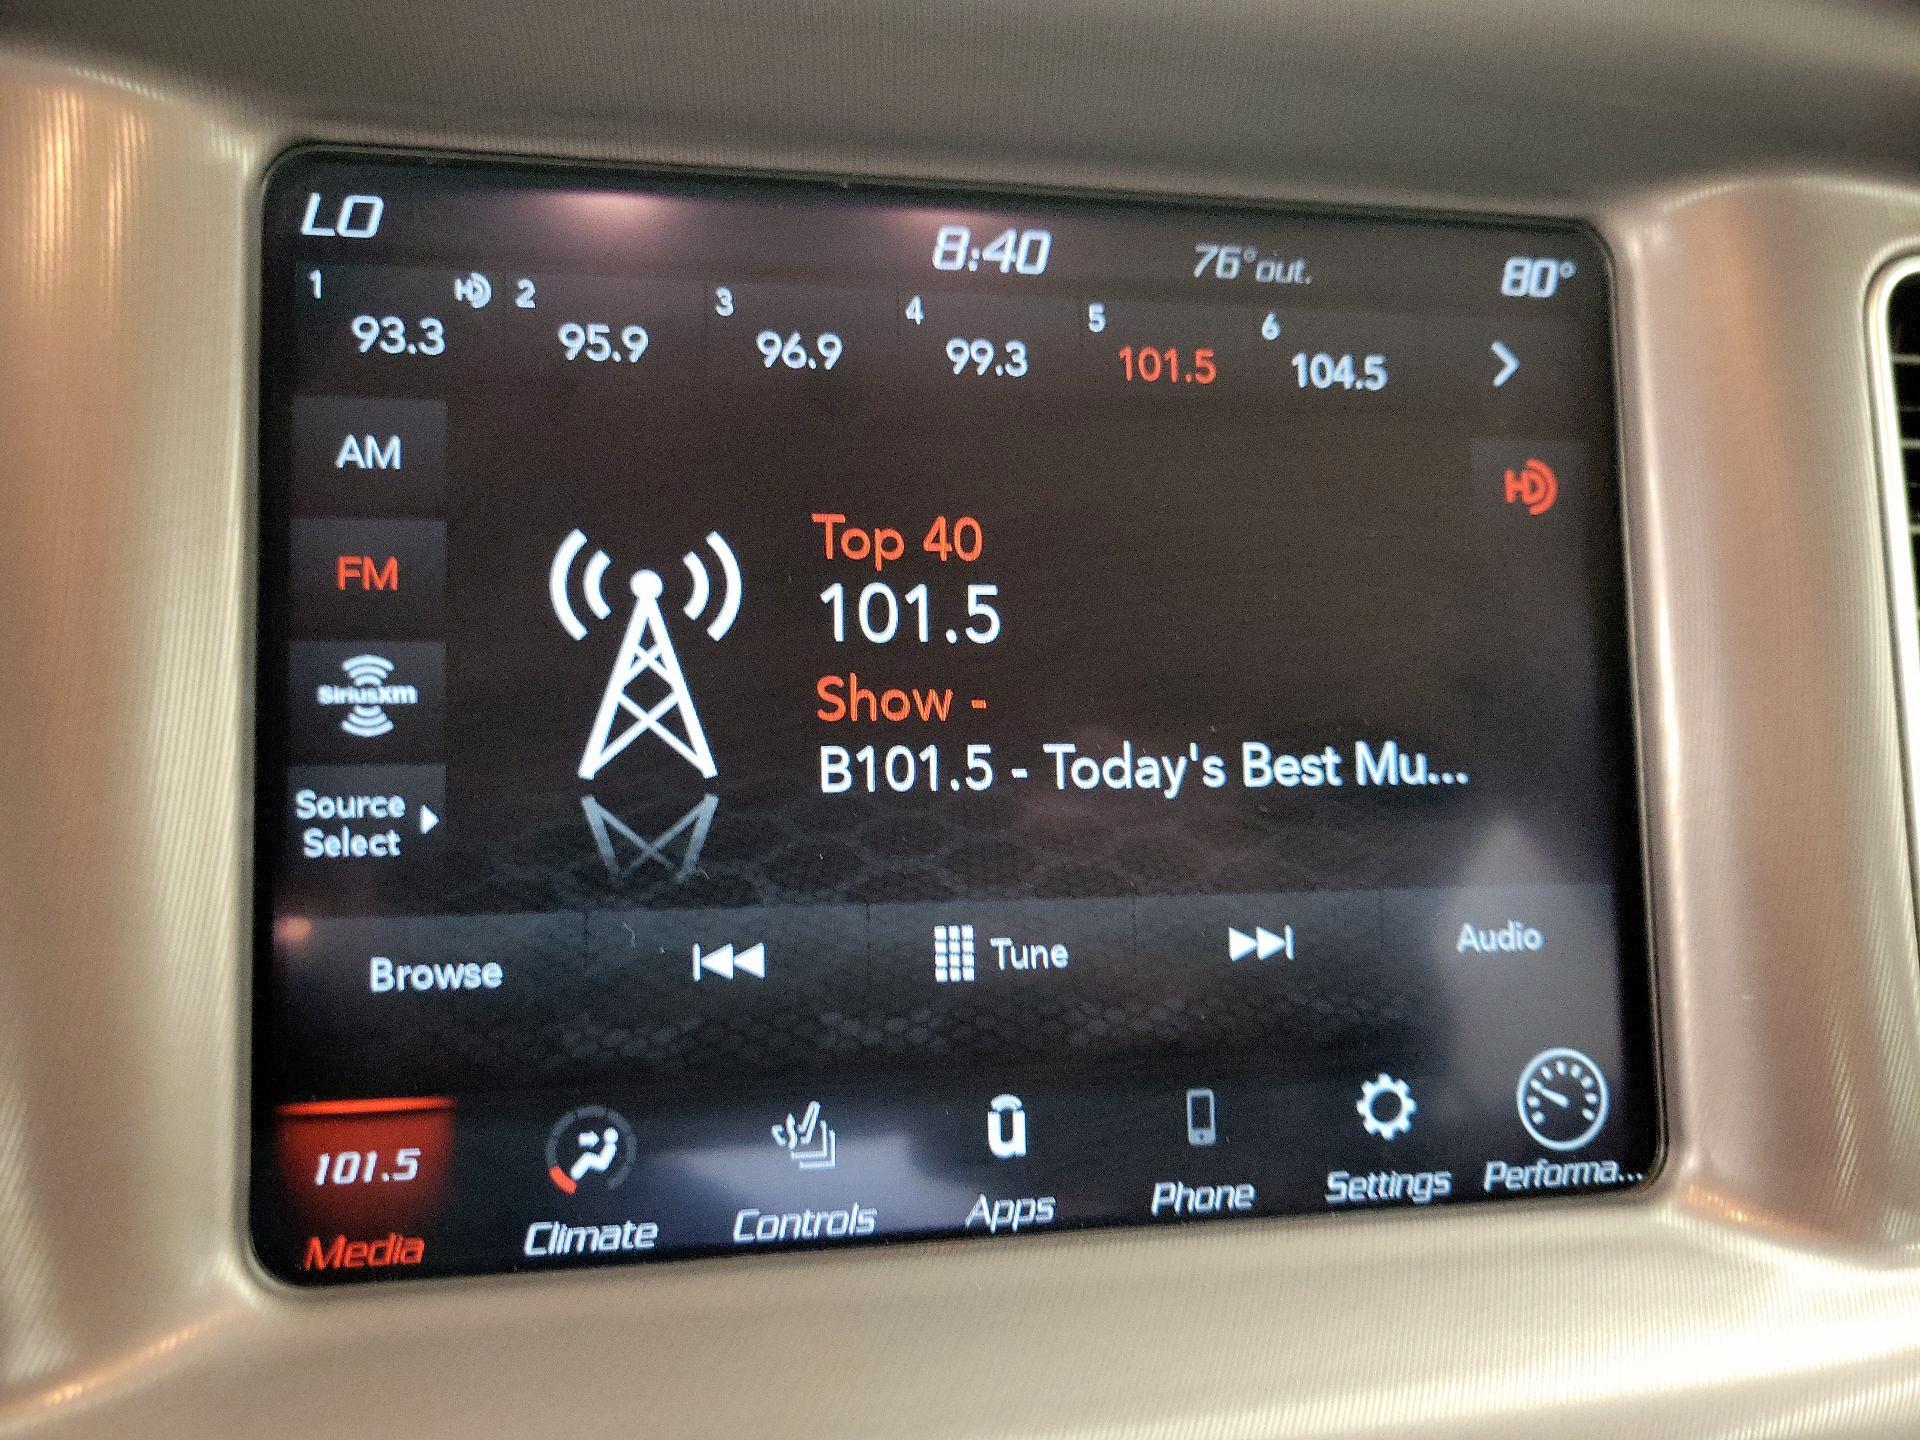 LO 8:40 76° out. 80°
1 93.3 HD 2 95.9 3 96.9 4 99.3 5 101.5 6 104.5
AM
HD
FM
Top 40
101.5
SiriusXm
Show -
B101.5 - Today's Best Mu...
Source
Select
Browse Tune Audio
101.5
Media Climate Controls Apps Phone Settings Performa...